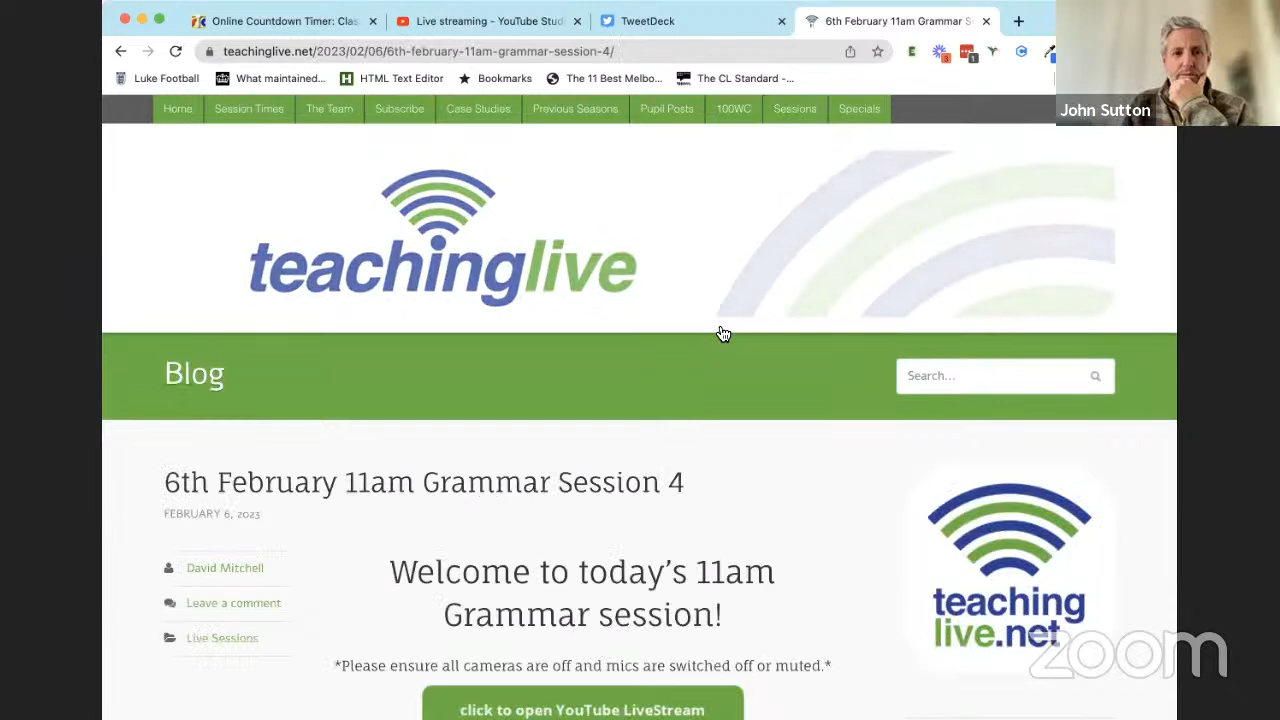 Online Countdown Timer: Clas
Live streaming - YouTube Stud
TweetDeck
6th February 11am Grammar S
teachinglive.net/2023/02/06/6th-february-11am-grammar-session-4/
Luke Football
What maintained...
HTML Text Editor
Bookmarks
The 11 Best Melbo...
The CL Standard -...
Home
Session Times
The Team
Subscribe
Case Studies
Previous Seasons
Pupil Posts
100WC
Sessions
Specials
John Sutton
teachinglive
Blog
Search...
6th February 11am Grammar Session 4
FEBRUARY 6, 2023
David Mitchell
Leave a comment
Live Sessions
Welcome to today's 11am
Grammar session!
*Please ensure all cameras are off and mics are switched off or muted.*
click to open YouTube LiveStream
teaching
live.net
zoom